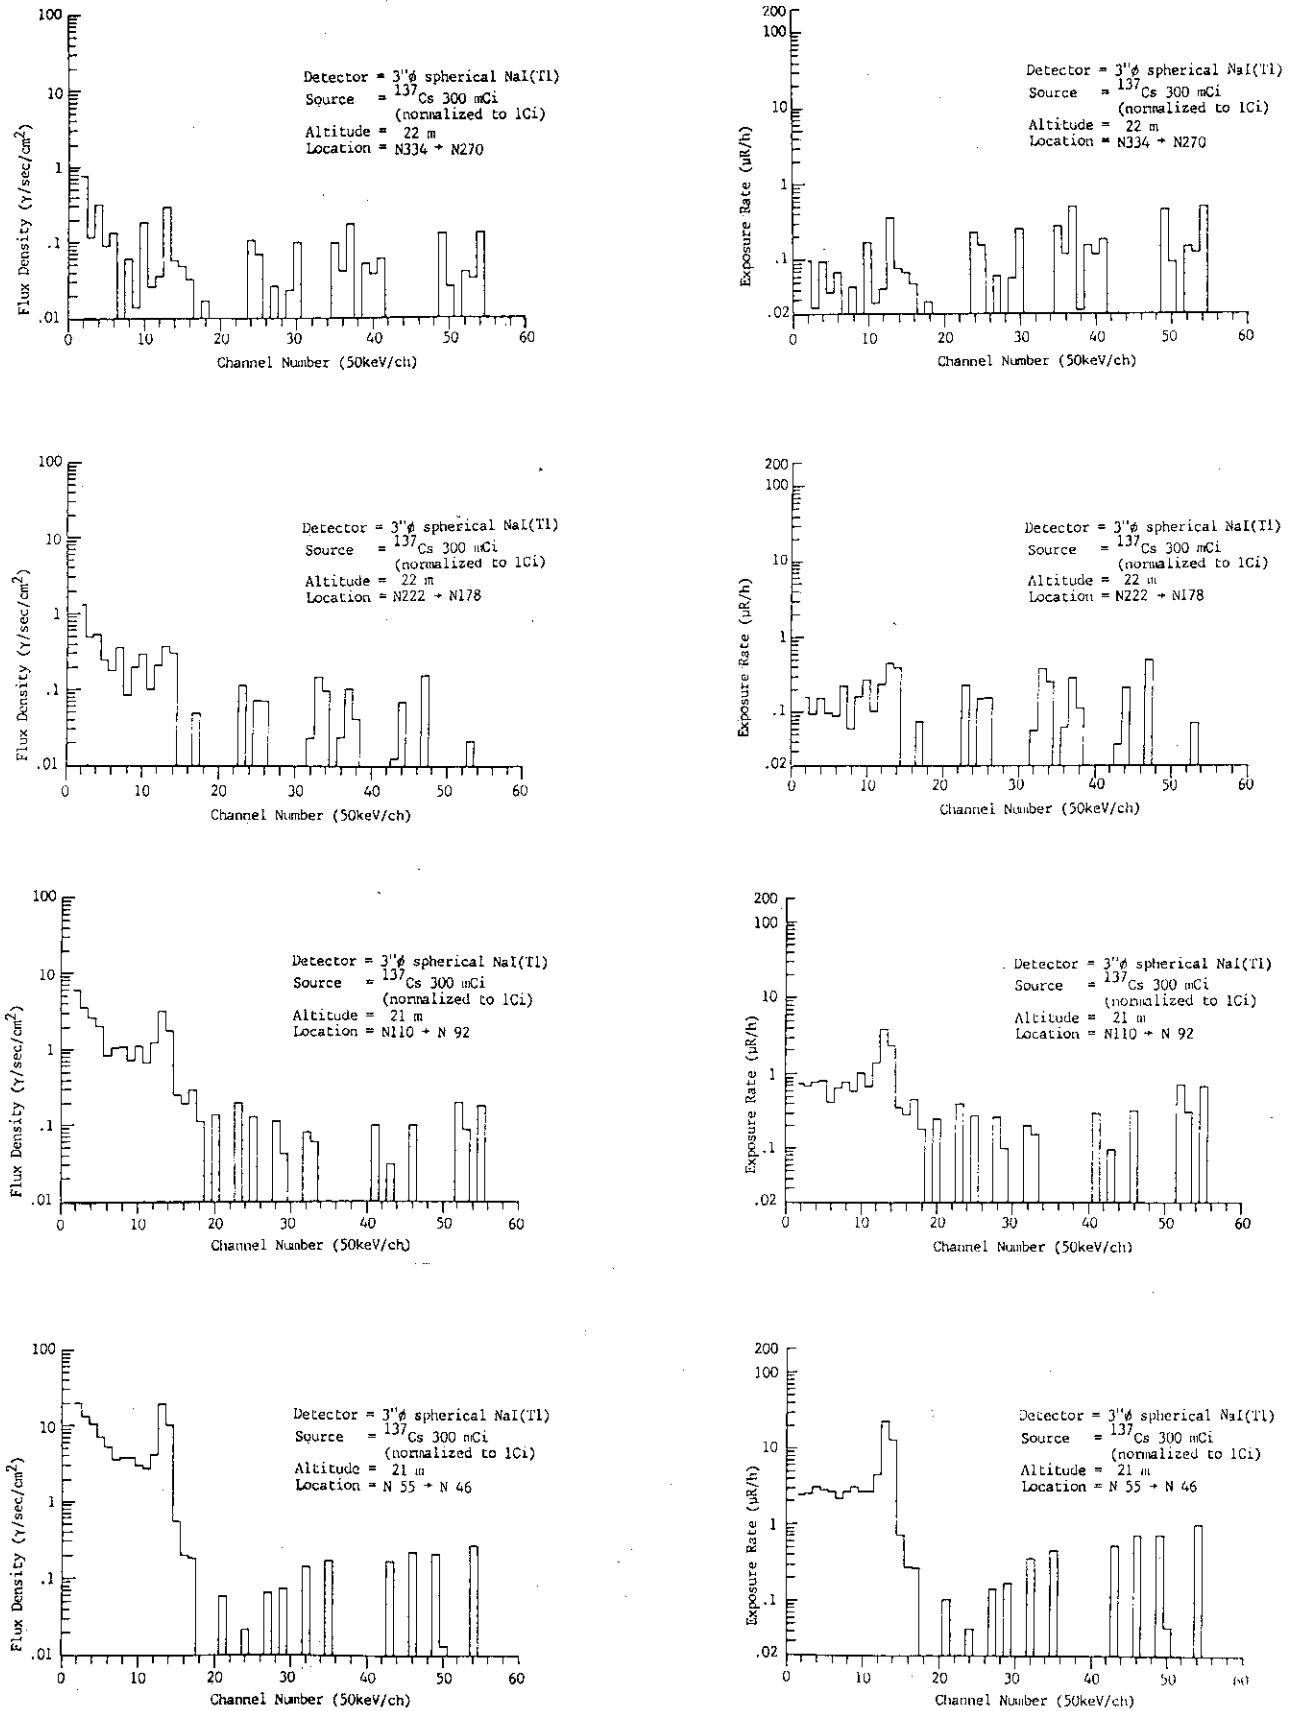 100
10
1
.1
.01
Flux Density (γ/sec/cm2)
Detector = 3"ϕ spherical NaI(Tl)
Source = 137Cs 300 mCi
(normalized to 1Ci)
Altitude = 22 m
Location = N334 → N270
0 10 20 30 40 50 60
Channel Number (50keV/ch)
200
100
10
1
.1
.02
Exposure Rate (μR/h)
Detector = 3"ϕ spherical NaI(Tl)
Source = 137Cs 300 mCi
(normalized to 1Ci)
Altitude = 22 m
Location = N334 → N270
0 10 20 30 40 50 60
Channel Number (50keV/ch)
100
10
1
.1
.01
Flux Density (γ/sec/cm2)
Detector = 3"ϕ spherical NaI(Tl)
Source = 137Cs 300 mCi
(normalized to 1Ci)
Altitude = 22 m
Location = N222 → N178
0 10 20 30 40 50 60
Channel Number (50keV/ch)
200
100
10
1
.1
.02
Exposure Rate (μR/h)
Detector = 3"ϕ spherical NaI(Tl)
Source = 137Cs 300 mCi
(normalized to 1Ci)
Altitude = 22 m
Location = N222 → N178
0 10 20 30 40 50 60
Channel Number (50keV/ch)
100
10
1
.1
.01
Flux Density (γ/sec/cm2)
Detector = 3"ϕ spherical NaI(Tl)
Source = 137Cs 300 mCi
(normalized to 1Ci)
Altitude = 21 m
Location = N110 → N 92
0 10 20 30 40 50 60
Channel Number (50keV/ch)
200
100
10
1
.1
.02
Exposure Rate (μR/h)
Detector = 3"ϕ spherical NaI(Tl)
Source = 137Cs 300 mCi
(normalized to 1Ci)
Altitude = 21 m
Location = N110 → N 92
0 10 20 30 40 50 60
Channel Number (50keV/ch)
100
10
1
.1
.01
Flux Density (γ/sec/cm2)
Detector = 3"ϕ spherical NaI(Tl)
Source = 137Cs 300 mCi
(normalized to 1Ci)
Altitude = 21 m
Location = N 55 → N 46
0 10 20 30 40 50 60
Channel Number (50keV/ch)
200
100
10
1
.1
.02
Exposure Rate (μR/h)
Detector = 3"ϕ spherical NaI(Tl)
Source = 137Cs 300 mCi
(normalized to 1Ci)
Altitude = 21 m
Location = N 55 → N 46
0 10 20 30 40 50 60
Channel Number (50keV/ch)